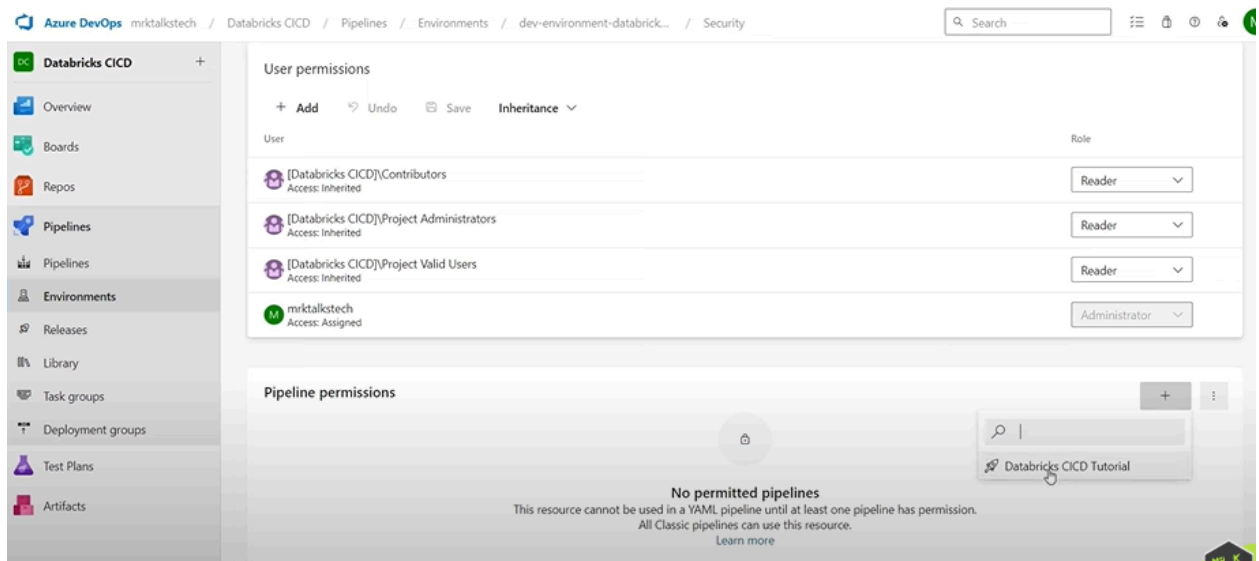 Azure DevOps mrktalkstech / Databricks CICD / Pipelines / Environments / dev-environment-databrick... / Security
Search
M
DC Databricks CICD +
Overview
Boards
Repos
Pipelines
Pipelines
Environments
Releases
Library
Task groups
Deployment groups
Test Plans
Artifacts
User permissions
+ Add Undo Save Inheritance
User Role
[Databricks CICD]\Contributors
Access: Inherited
Reader
[Databricks CICD]\Project Administrators
Access: Inherited
Reader
[Databricks CICD]\Project Valid Users
Access: Inherited
Reader
M mrktalkstech
Access: Assigned
Administrator
Pipeline permissions
+
Databricks CICD Tutorial
No permitted pipelines
This resource cannot be used in a YAML pipeline until at least one pipeline has permission.
All Classic pipelines can use this resource.
Learn more